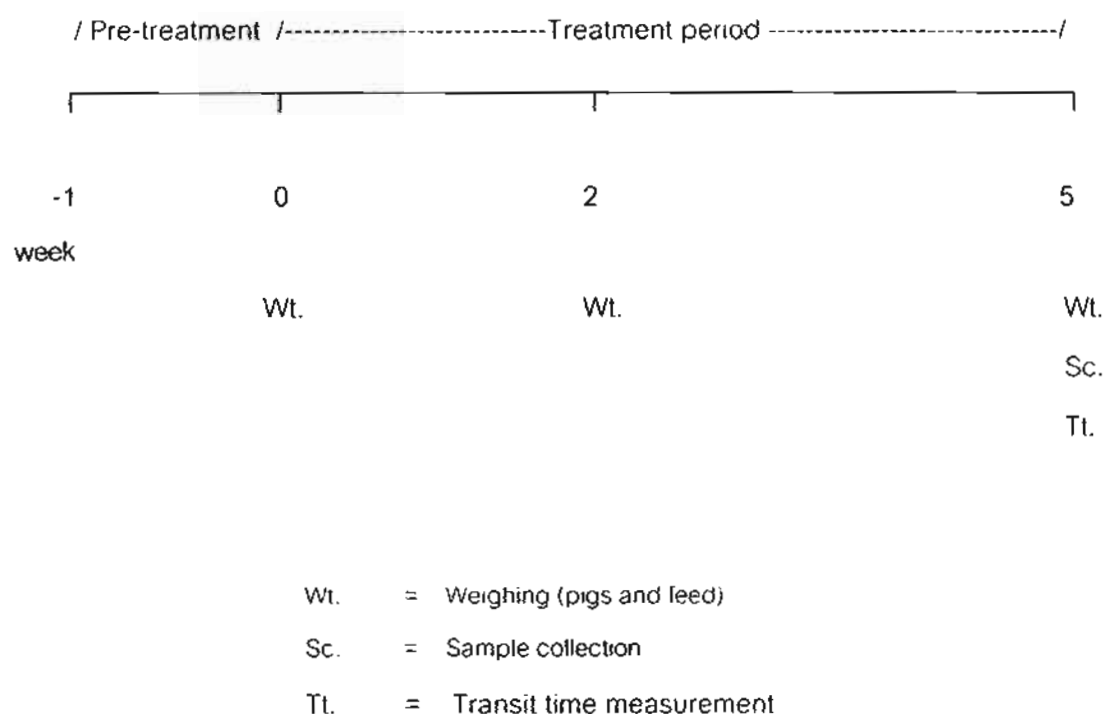 / Pre-treatment /-----------------------------Treatment period --------------------------------/
-1 0 2 5
week
Wt. Wt. Wt.
Sc.
Tt.
Wt. = Weighing (pigs and feed)
Sc. = Sample collection
Tt. = Transit time measurement